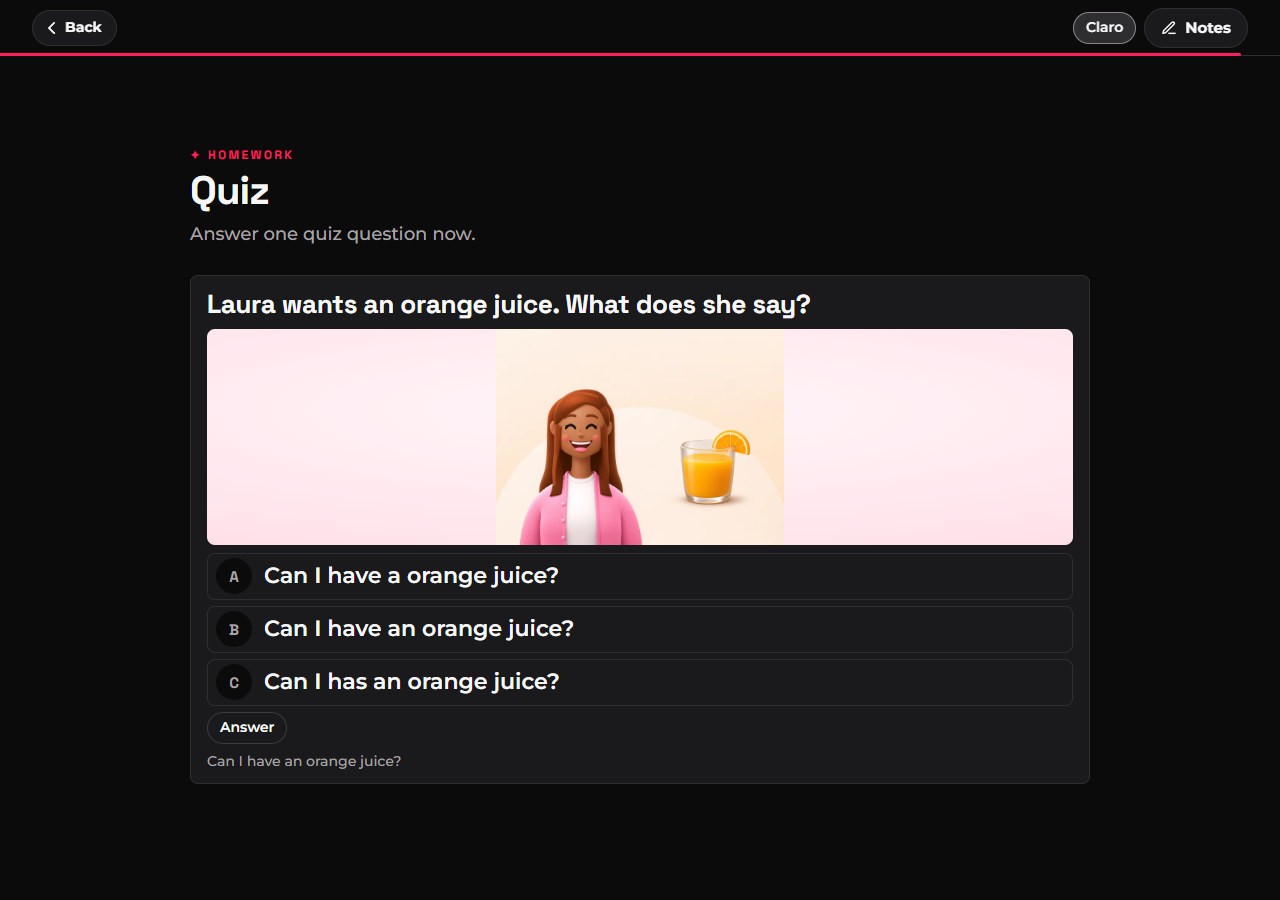 Back
Claro
Notes
✦ HOMEWORK
Quiz
Answer one quiz question now.
Laura wants an orange juice. What does she say?
A Can I have a orange juice?
B Can I have an orange juice?
C Can I has an orange juice?
Answer
Can I have an orange juice?